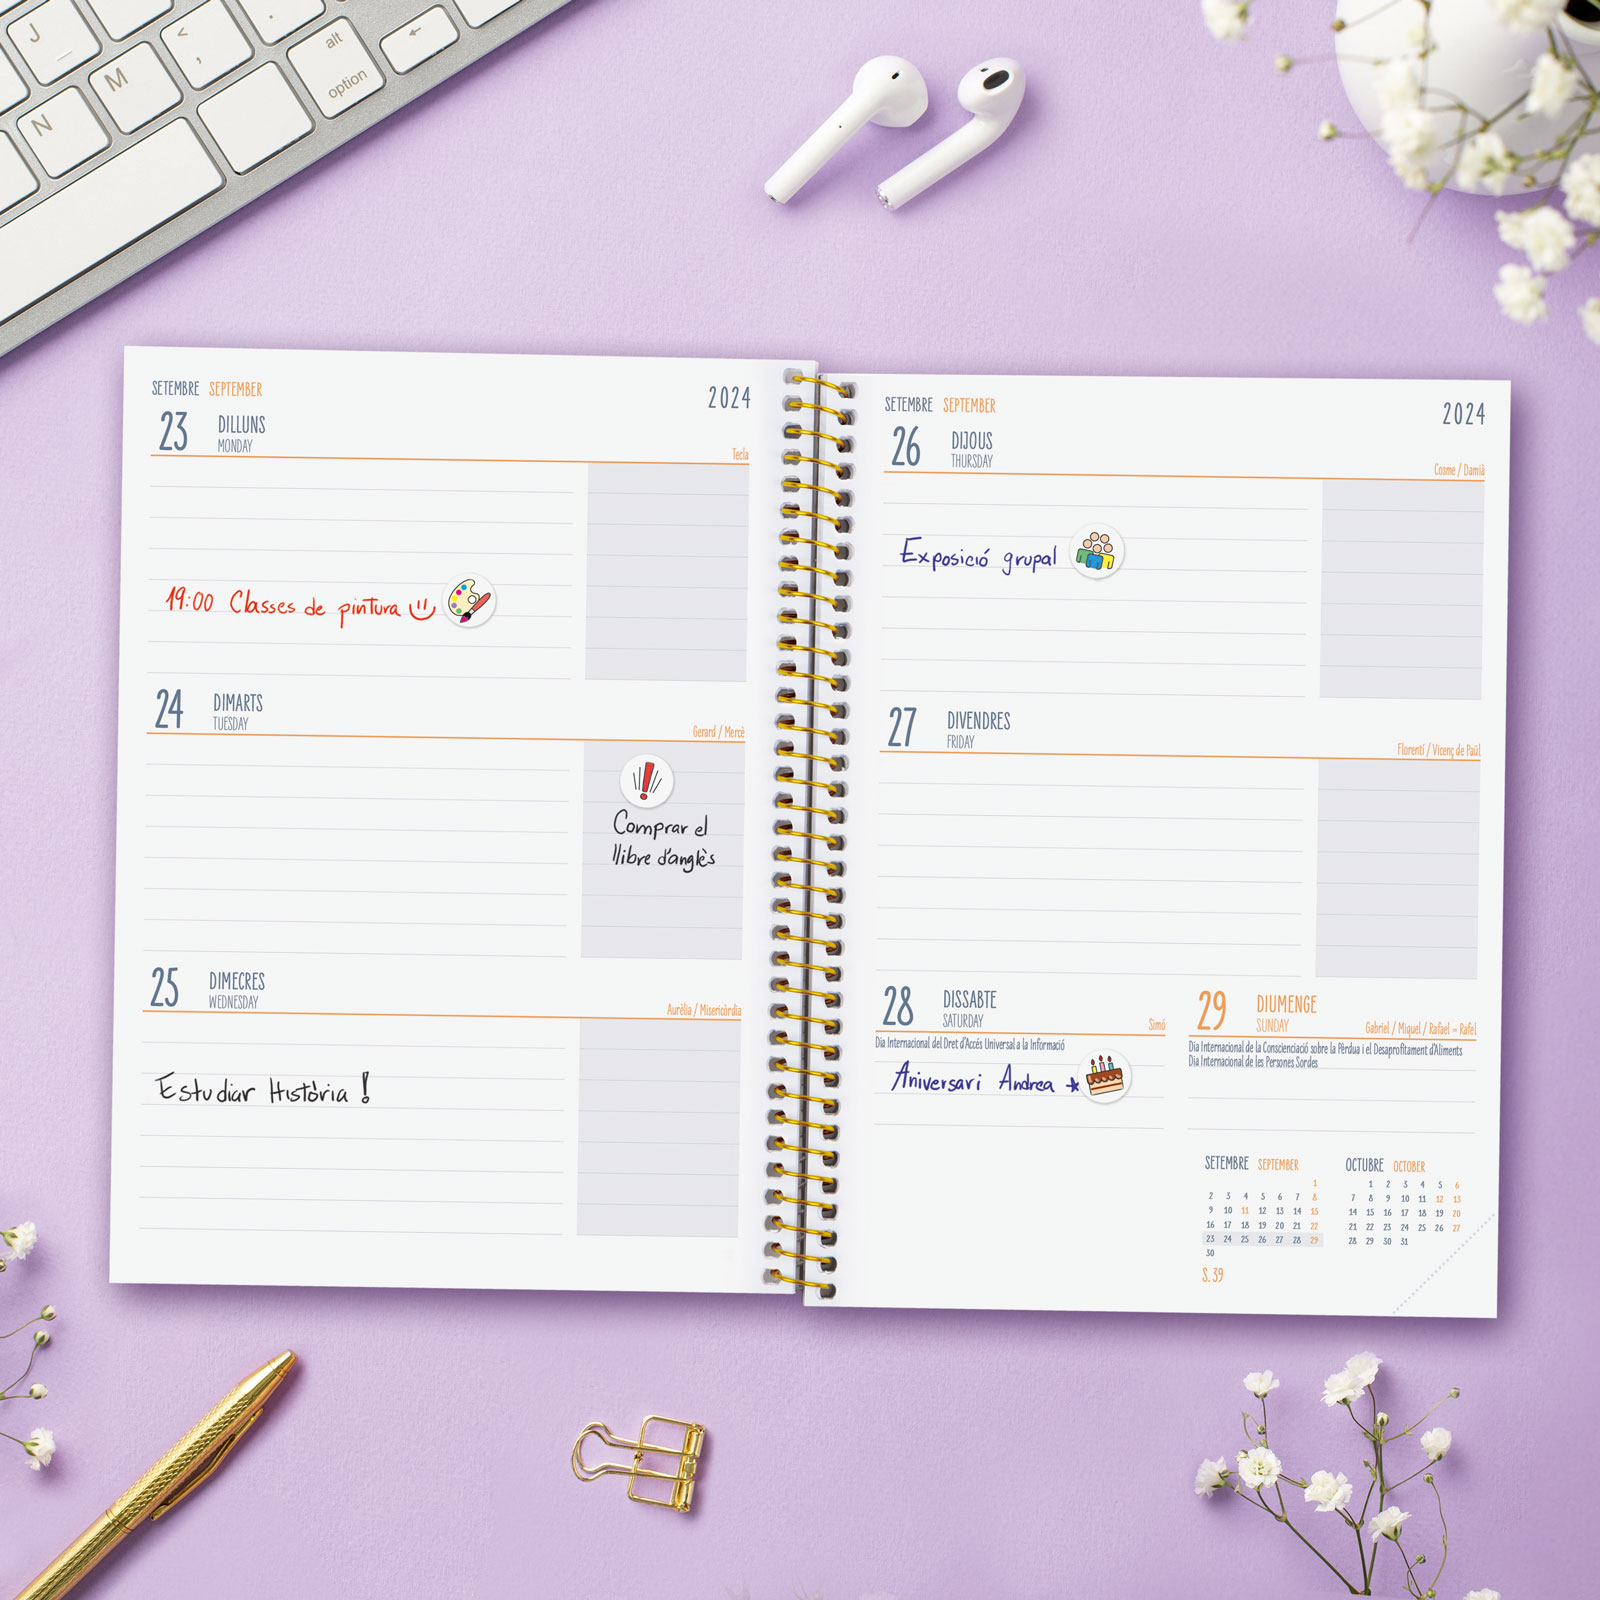 J
M
N
<
,
alt
option
←
SETEMBRE SEPTEMBER
2024
23 DILLUNS
MONDAY
Tecla
19:00 Classes de pintura
24 DIMARTS
TUESDAY
Gerard / Mercè
Comprar el
llibre d'anglès
25 DIMECRES
WEDNESDAY
Aurèlia / Misericòrdia
Estudiar Història !
SETEMBRE SEPTEMBER
2024
26 DIJOUS
THURSDAY
Cosme / Damià
Exposició grupal
27 DIVENDRES
FRIDAY
Florentí / Vicenç de Paül
28 DISSABTE
SATURDAY
Simó
Dia Internacional del Dret d'Accés Universal a la Informació
Aniversari Andrea
29 DIUMENGE
SUNDAY
Gabriel / Miquel / Rafael = Rafel
Dia Internacional de la Conscienciació sobre la Pèrdua i el Desaprofitament d'Aliments
Dia Internacional de les Persones Sordes
SETEMBRE SEPTEMBER
1
2 3 4 5 6 7 8
9 10 11 12 13 14 15
16 17 18 19 20 21 22
23 24 25 26 27 28 29
30
S. 39
OCTUBRE OCTOBER
1 2 3 4 5 6
7 8 9 10 11 12 13
14 15 16 17 18 19 20
21 22 23 24 25 26 27
28 29 30 31